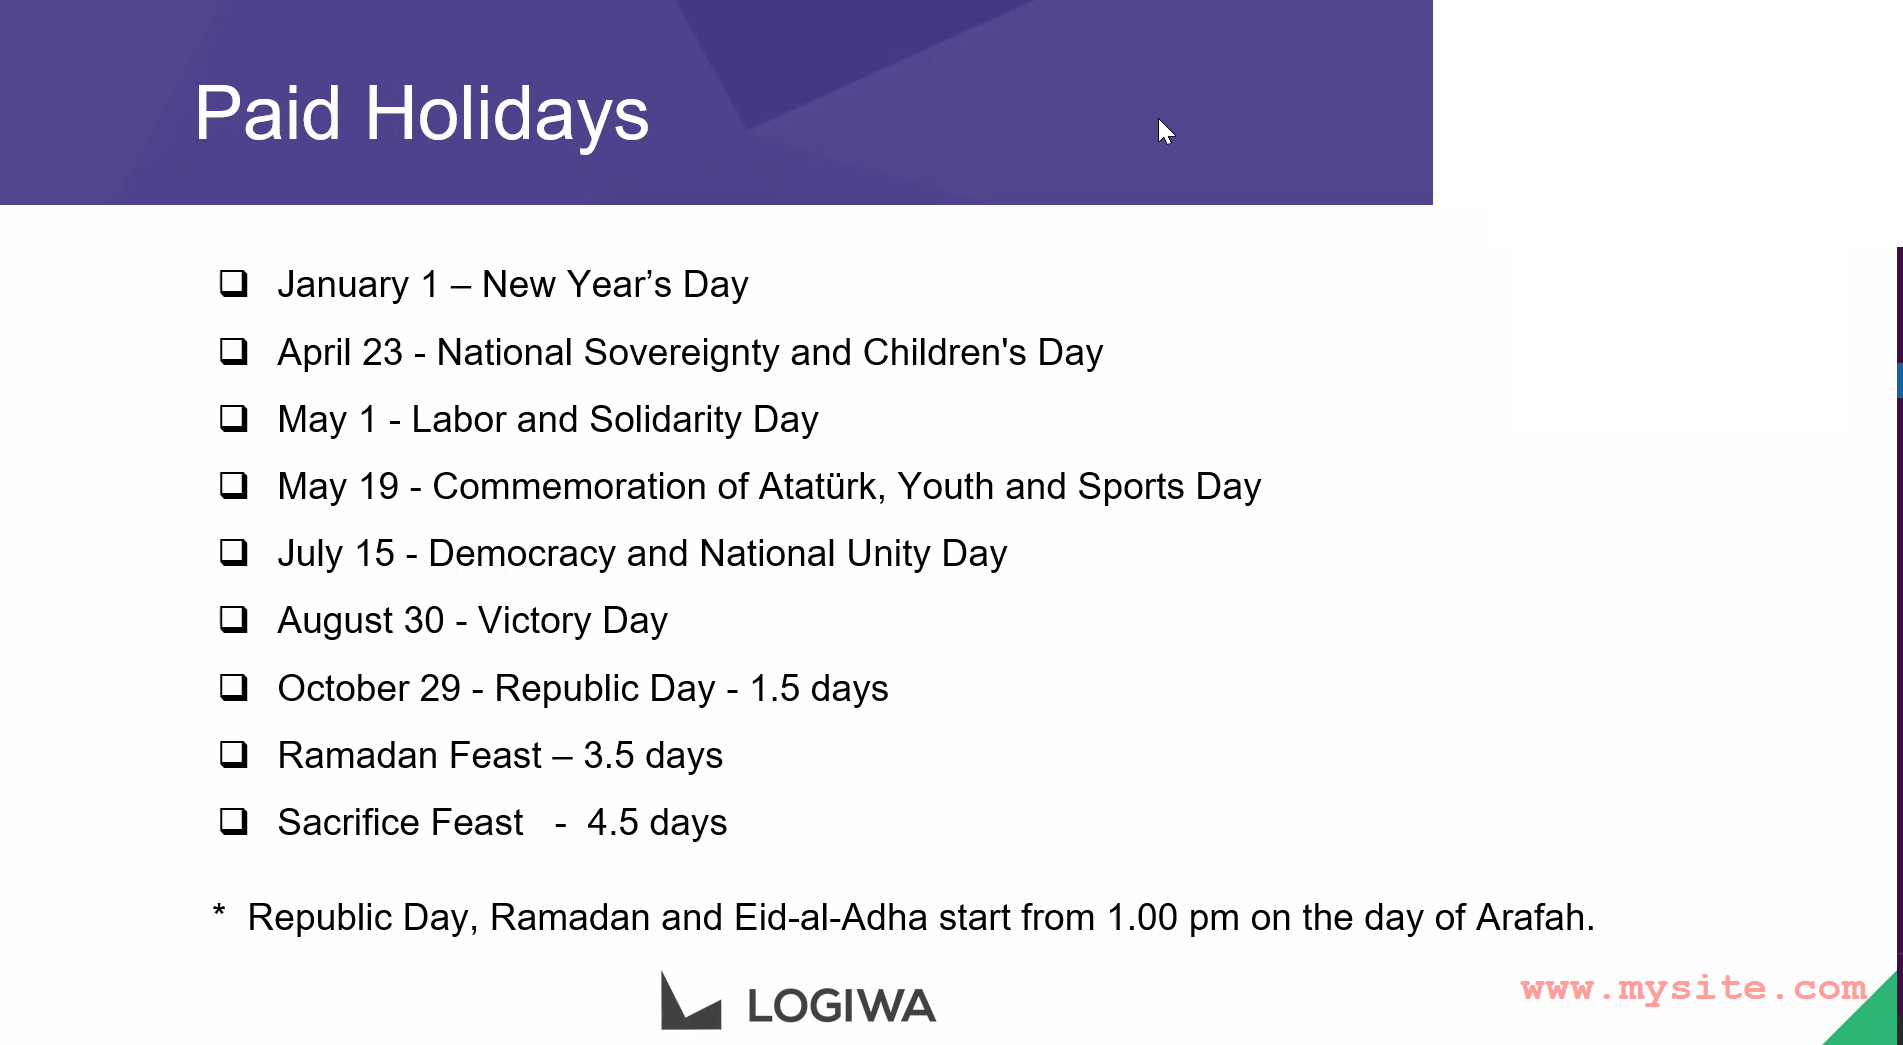 Paid Holidays
❑ January 1 – New Year’s Day
❑ April 23 - National Sovereignty and Children's Day
❑ May 1 - Labor and Solidarity Day
❑ May 19 - Commemoration of Atatürk, Youth and Sports Day
❑ July 15 - Democracy and National Unity Day
❑ August 30 - Victory Day
❑ October 29 - Republic Day - 1.5 days
❑ Ramadan Feast – 3.5 days
❑ Sacrifice Feast - 4.5 days
* Republic Day, Ramadan and Eid-al-Adha start from 1.00 pm on the day of Arafah.
LOGIWA
www.mysite.com